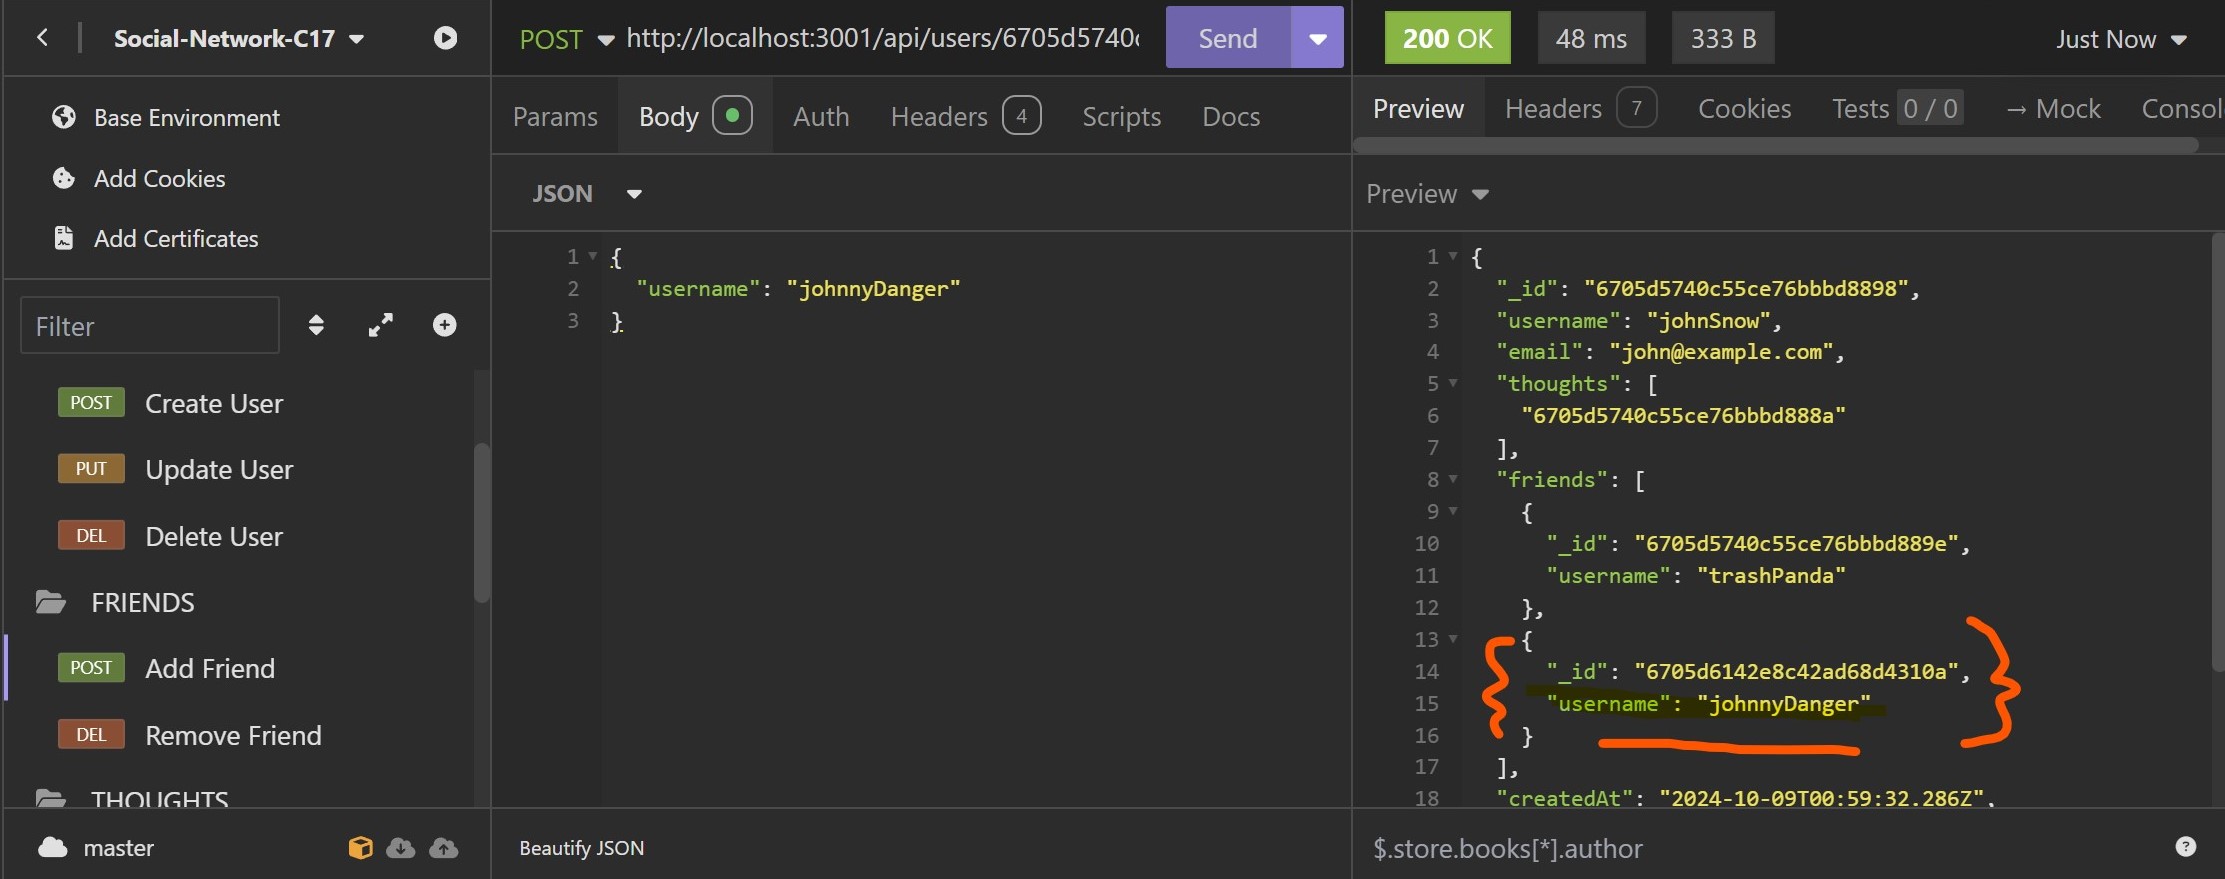 Social-Network-C17
Base Environment
Add Cookies
Add Certificates
Filter
POST Create User
PUT Update User
DEL Delete User
FRIENDS
POST Add Friend
DEL Remove Friend
THOUGHTS
master
POST http://localhost:3001/api/users/6705d5740c Send
Params Body Auth Headers 4 Scripts Docs
JSON
1 {
2 "username": "johnnyDanger"
3 }
Beautify JSON
200 OK 48 ms 333 B Just Now
Preview Headers 7 Cookies Tests 0 / 0 → Mock Consol
Preview
1 {
2 "_id": "6705d5740c55ce76bbbd8898",
3 "username": "johnSnow",
4 "email": "john@example.com",
5 "thoughts": [
6 "6705d5740c55ce76bbbd888a"
7 ],
8 "friends": [
9 {
10 "_id": "6705d5740c55ce76bbbd889e",
11 "username": "trashPanda"
12 },
13 {
14 "_id": "6705d6142e8c42ad68d4310a",
15 "username": "johnnyDanger"
16 }
17 ],
18 "createdAt": "2024-10-09T00:59:32.286Z",
$.store.books[*].author